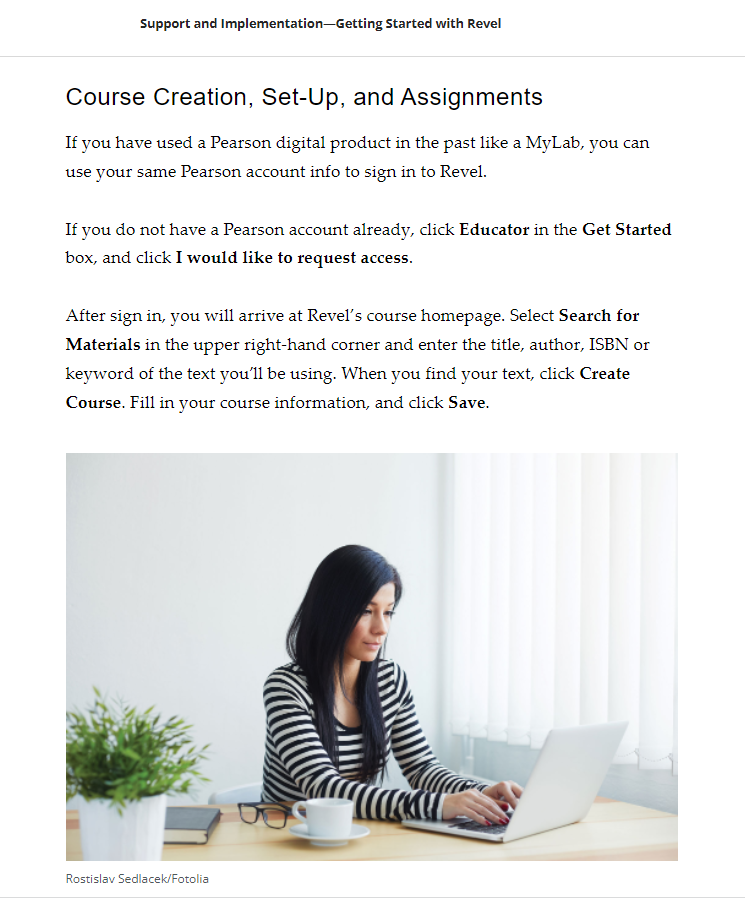 Support and Implementation—Getting Started with Revel
Course Creation, Set-Up, and Assignments
If you have used a Pearson digital product in the past like a MyLab, you can
use your same Pearson account info to sign in to Revel.
If you do not have a Pearson account already, click Educator in the Get Started
box, and click I would like to request access.
After sign in, you will arrive at Revel’s course homepage. Select Search for
Materials in the upper right-hand corner and enter the title, author, ISBN or
keyword of the text you’ll be using. When you find your text, click Create
Course. Fill in your course information, and click Save.
Rostislav Sedlacek/Fotolia